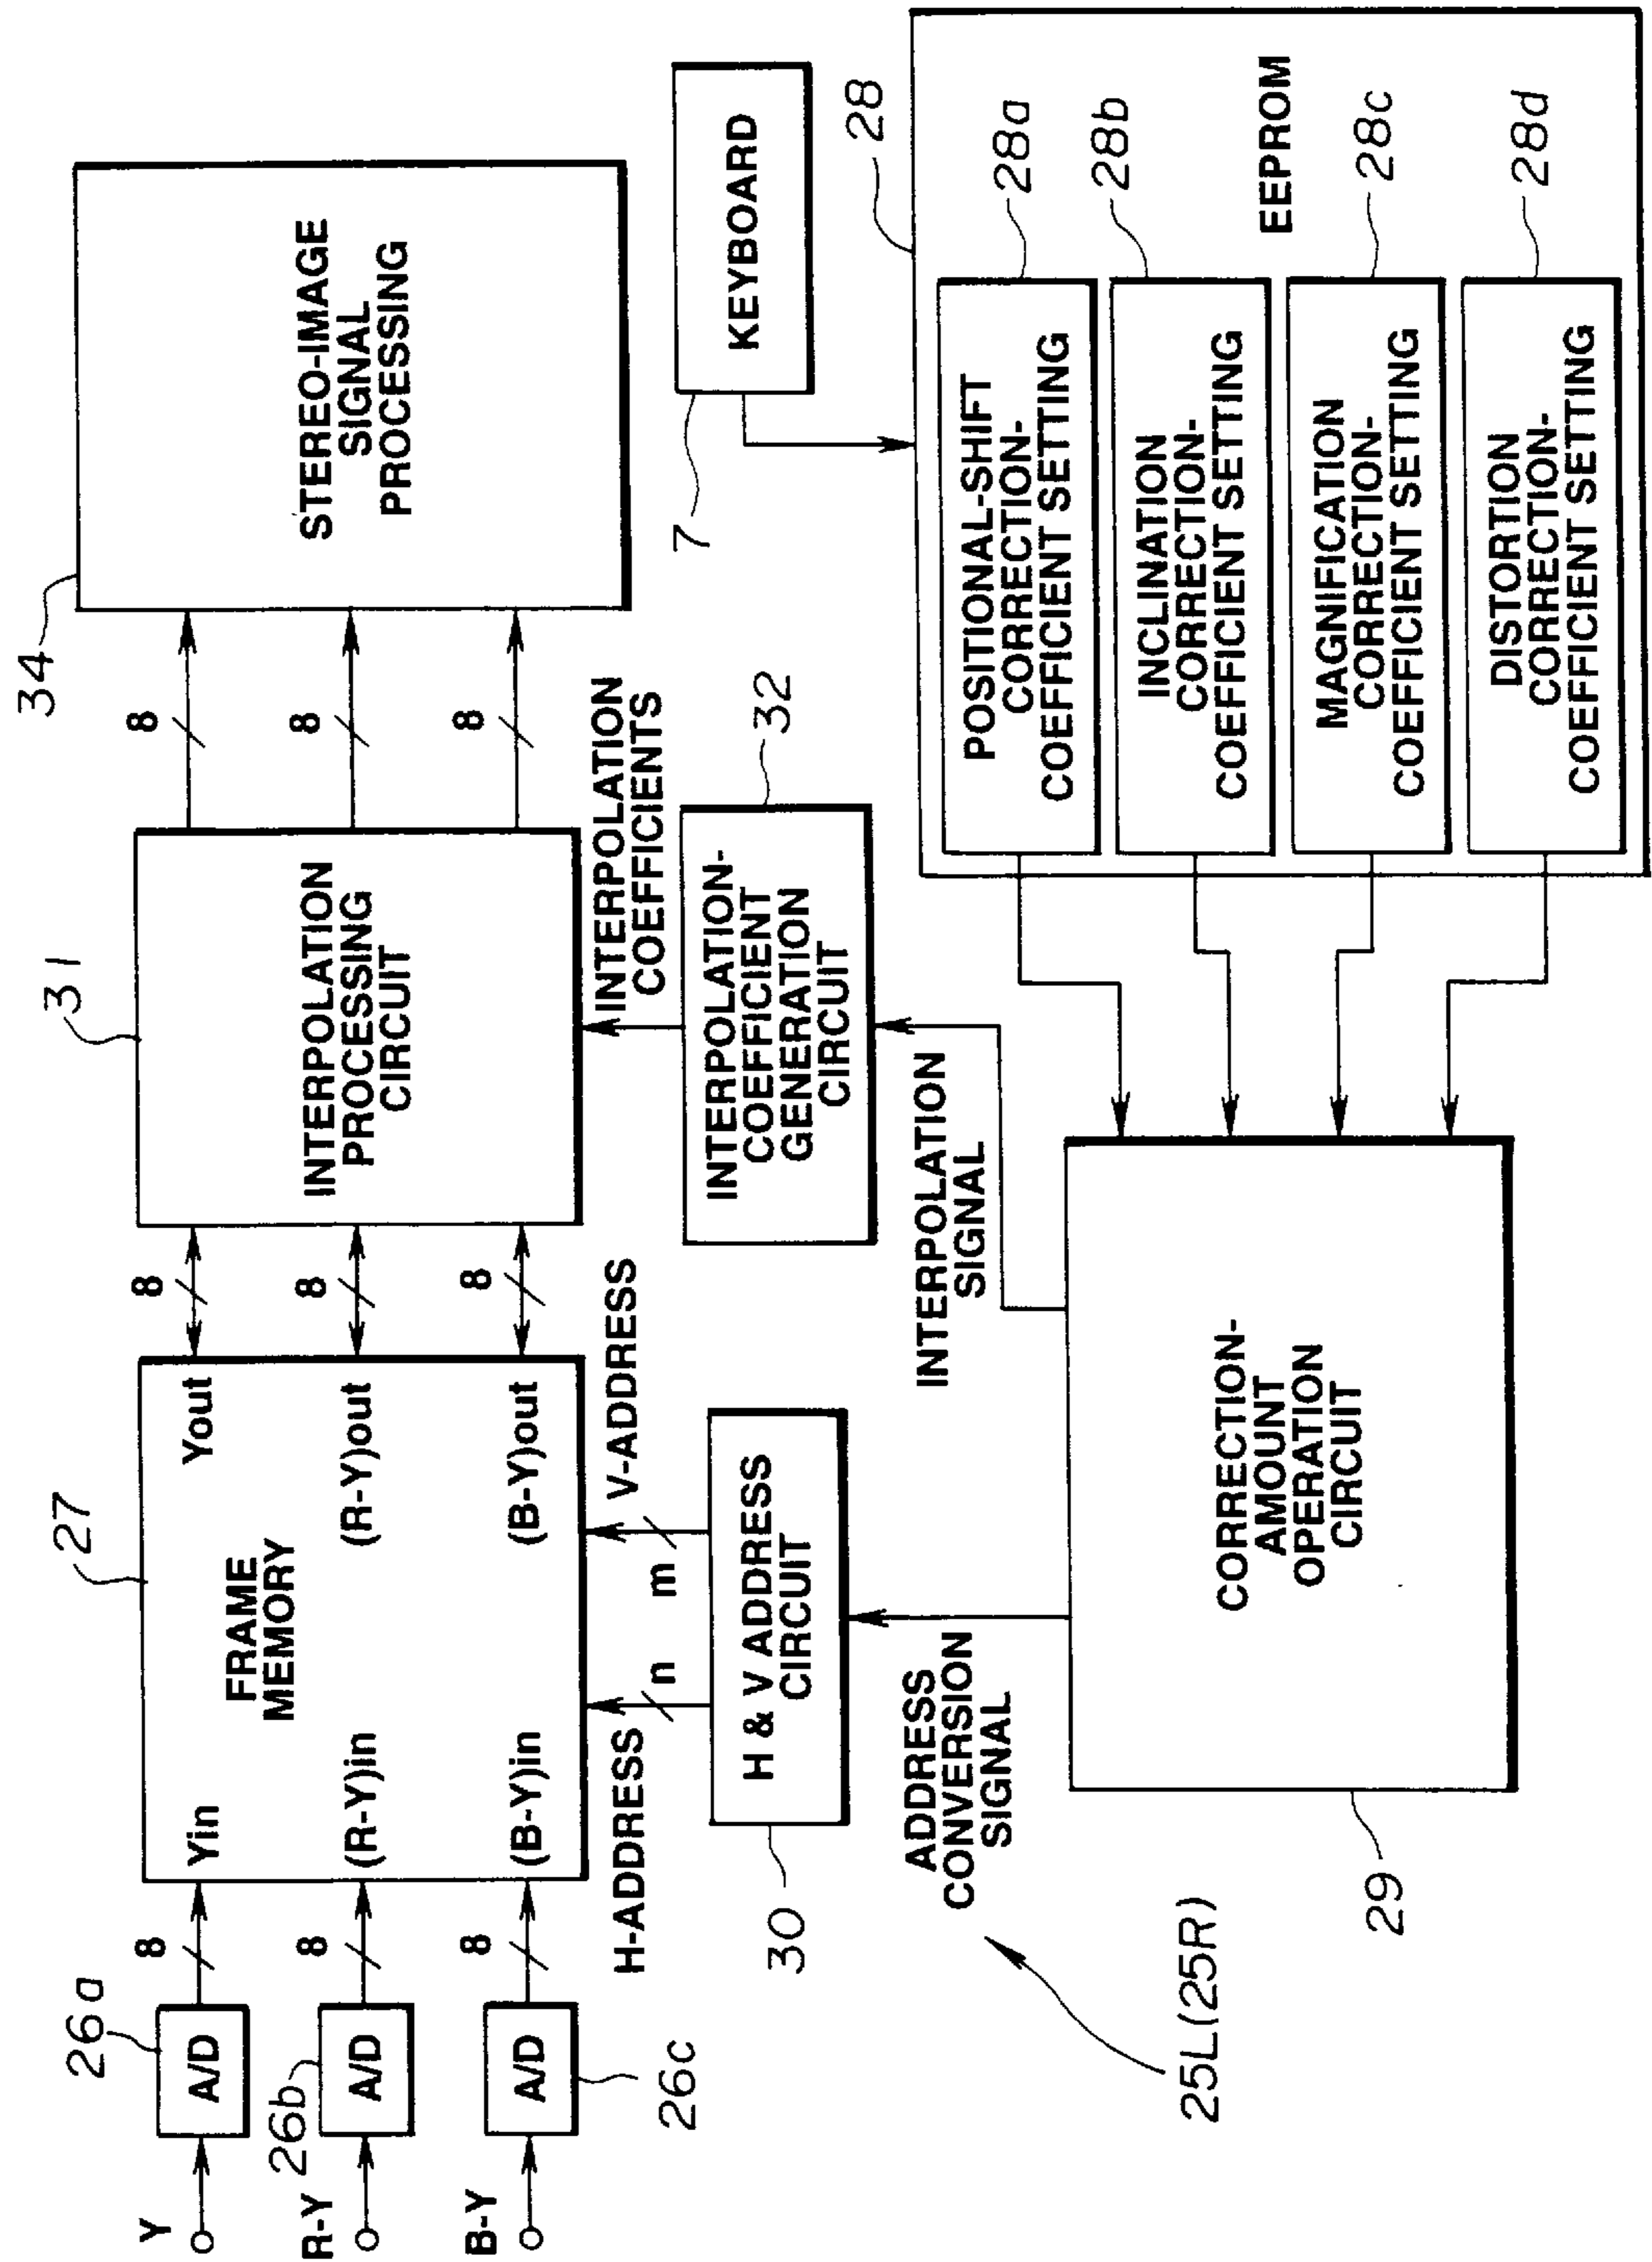 Y
R-Y
B-Y
26a
26b
26c
A/D
A/D
A/D
8
8
8
27
FRAME
MEMORY
Yin
(R-Y)in
(B-Y)in
Yout
(R-Y)out
(B-Y)out
H-ADDRESS
V-ADDRESS
n
m
H & V ADDRESS
CIRCUIT
30
8
8
8
31
INTERPOLATION
PROCESSING
CIRCUIT
INTERPOLATION
COEFFICIENTS
8
8
8
34
STEREO-IMAGE
SIGNAL
PROCESSING
32
INTERPOLATION-
COEFFICIENT
GENERATION
CIRCUIT
KEYBOARD
7
ADDRESS
CONVERSION
SIGNAL
INTERPOLATION
SIGNAL
25L(25R)
CORRECTION-
AMOUNT
OPERATION
CIRCUIT
29
28
POSITIONAL-SHIFT
CORRECTION-
COEFFICIENT SETTING
28a
INCLINATION
CORRECTION-
COEFFICIENT SETTING
28b
MAGNIFICATION
CORRECTION-
COEFFICIENT SETTING
28c
DISTORTION
CORRECTION-
COEFFICIENT SETTING
28d
EEPROM